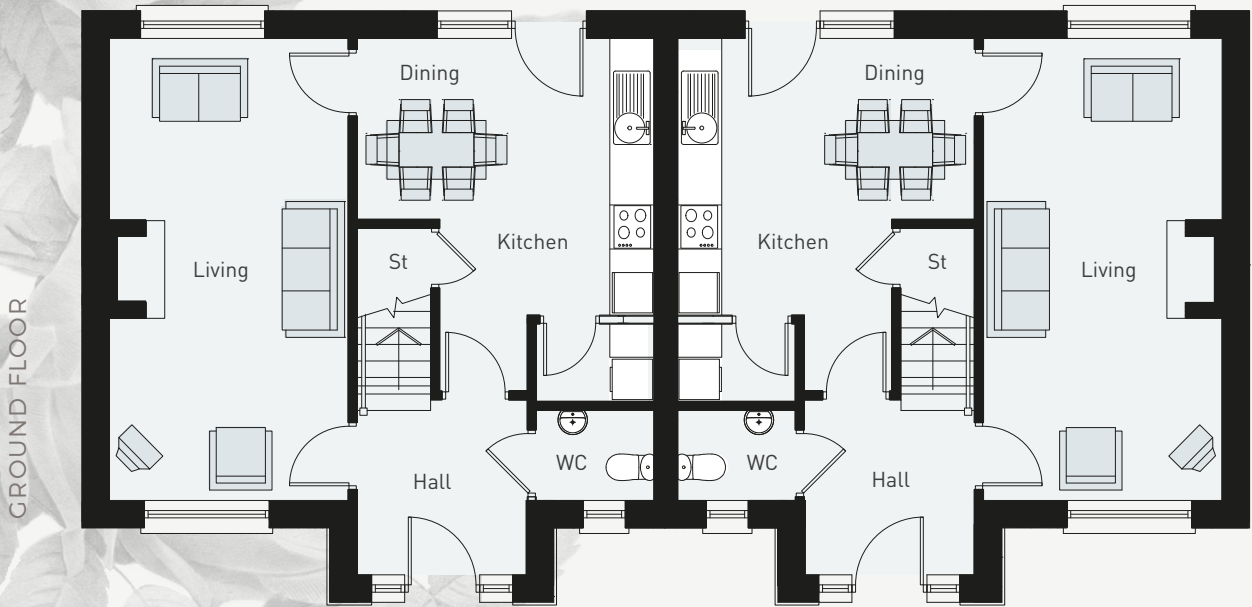 GROUND FLOOR
Dining
Dining
Kitchen
Kitchen
St
St
Living
Living
WC
WC
Hall
Hall